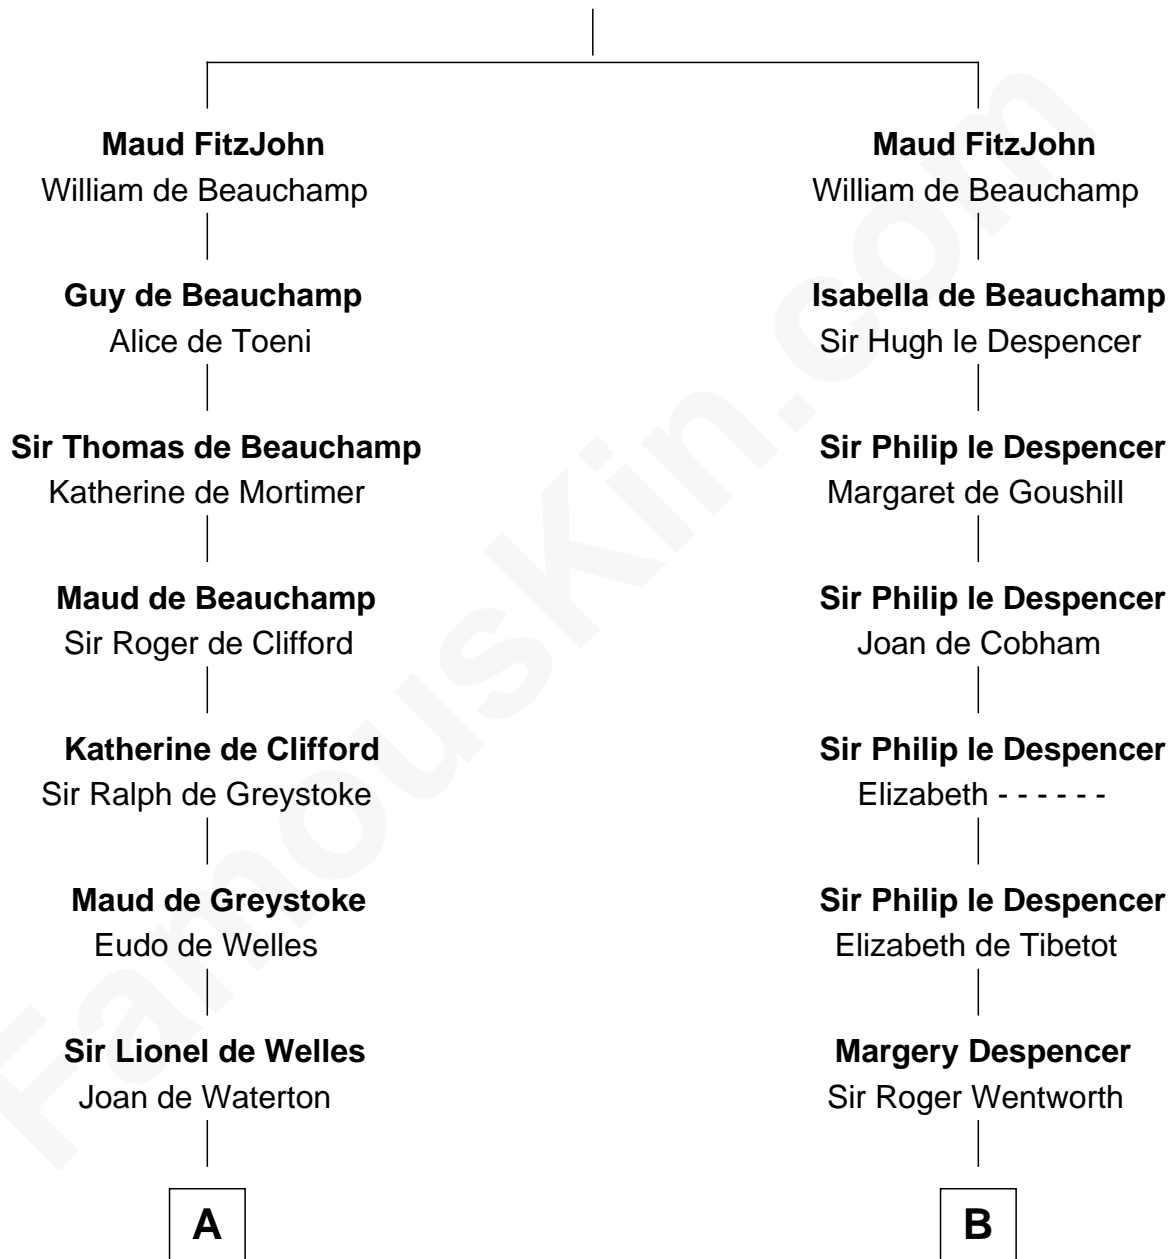 Maud FitzJohn
William de Beauchamp
Maud FitzJohn
William de Beauchamp
Guy de Beauchamp
Alice de Toeni
Isabella de Beauchamp
Sir Hugh le Despencer
Sir Thomas de Beauchamp
Katherine de Mortimer
Sir Philip le Despencer
Margaret de Goushill
Maud de Beauchamp
Sir Roger de Clifford
Sir Philip le Despencer
Joan de Cobham
Katherine de Clifford
Sir Ralph de Greystoke
Sir Philip le Despencer
Elizabeth - - - - - -
Maud de Greystoke
Eudo de Welles
Sir Philip le Despencer
Elizabeth de Tibetot
Sir Lionel de Welles
Joan de Waterton
Margery Despencer
Sir Roger Wentworth
A
B
FamousKin.com